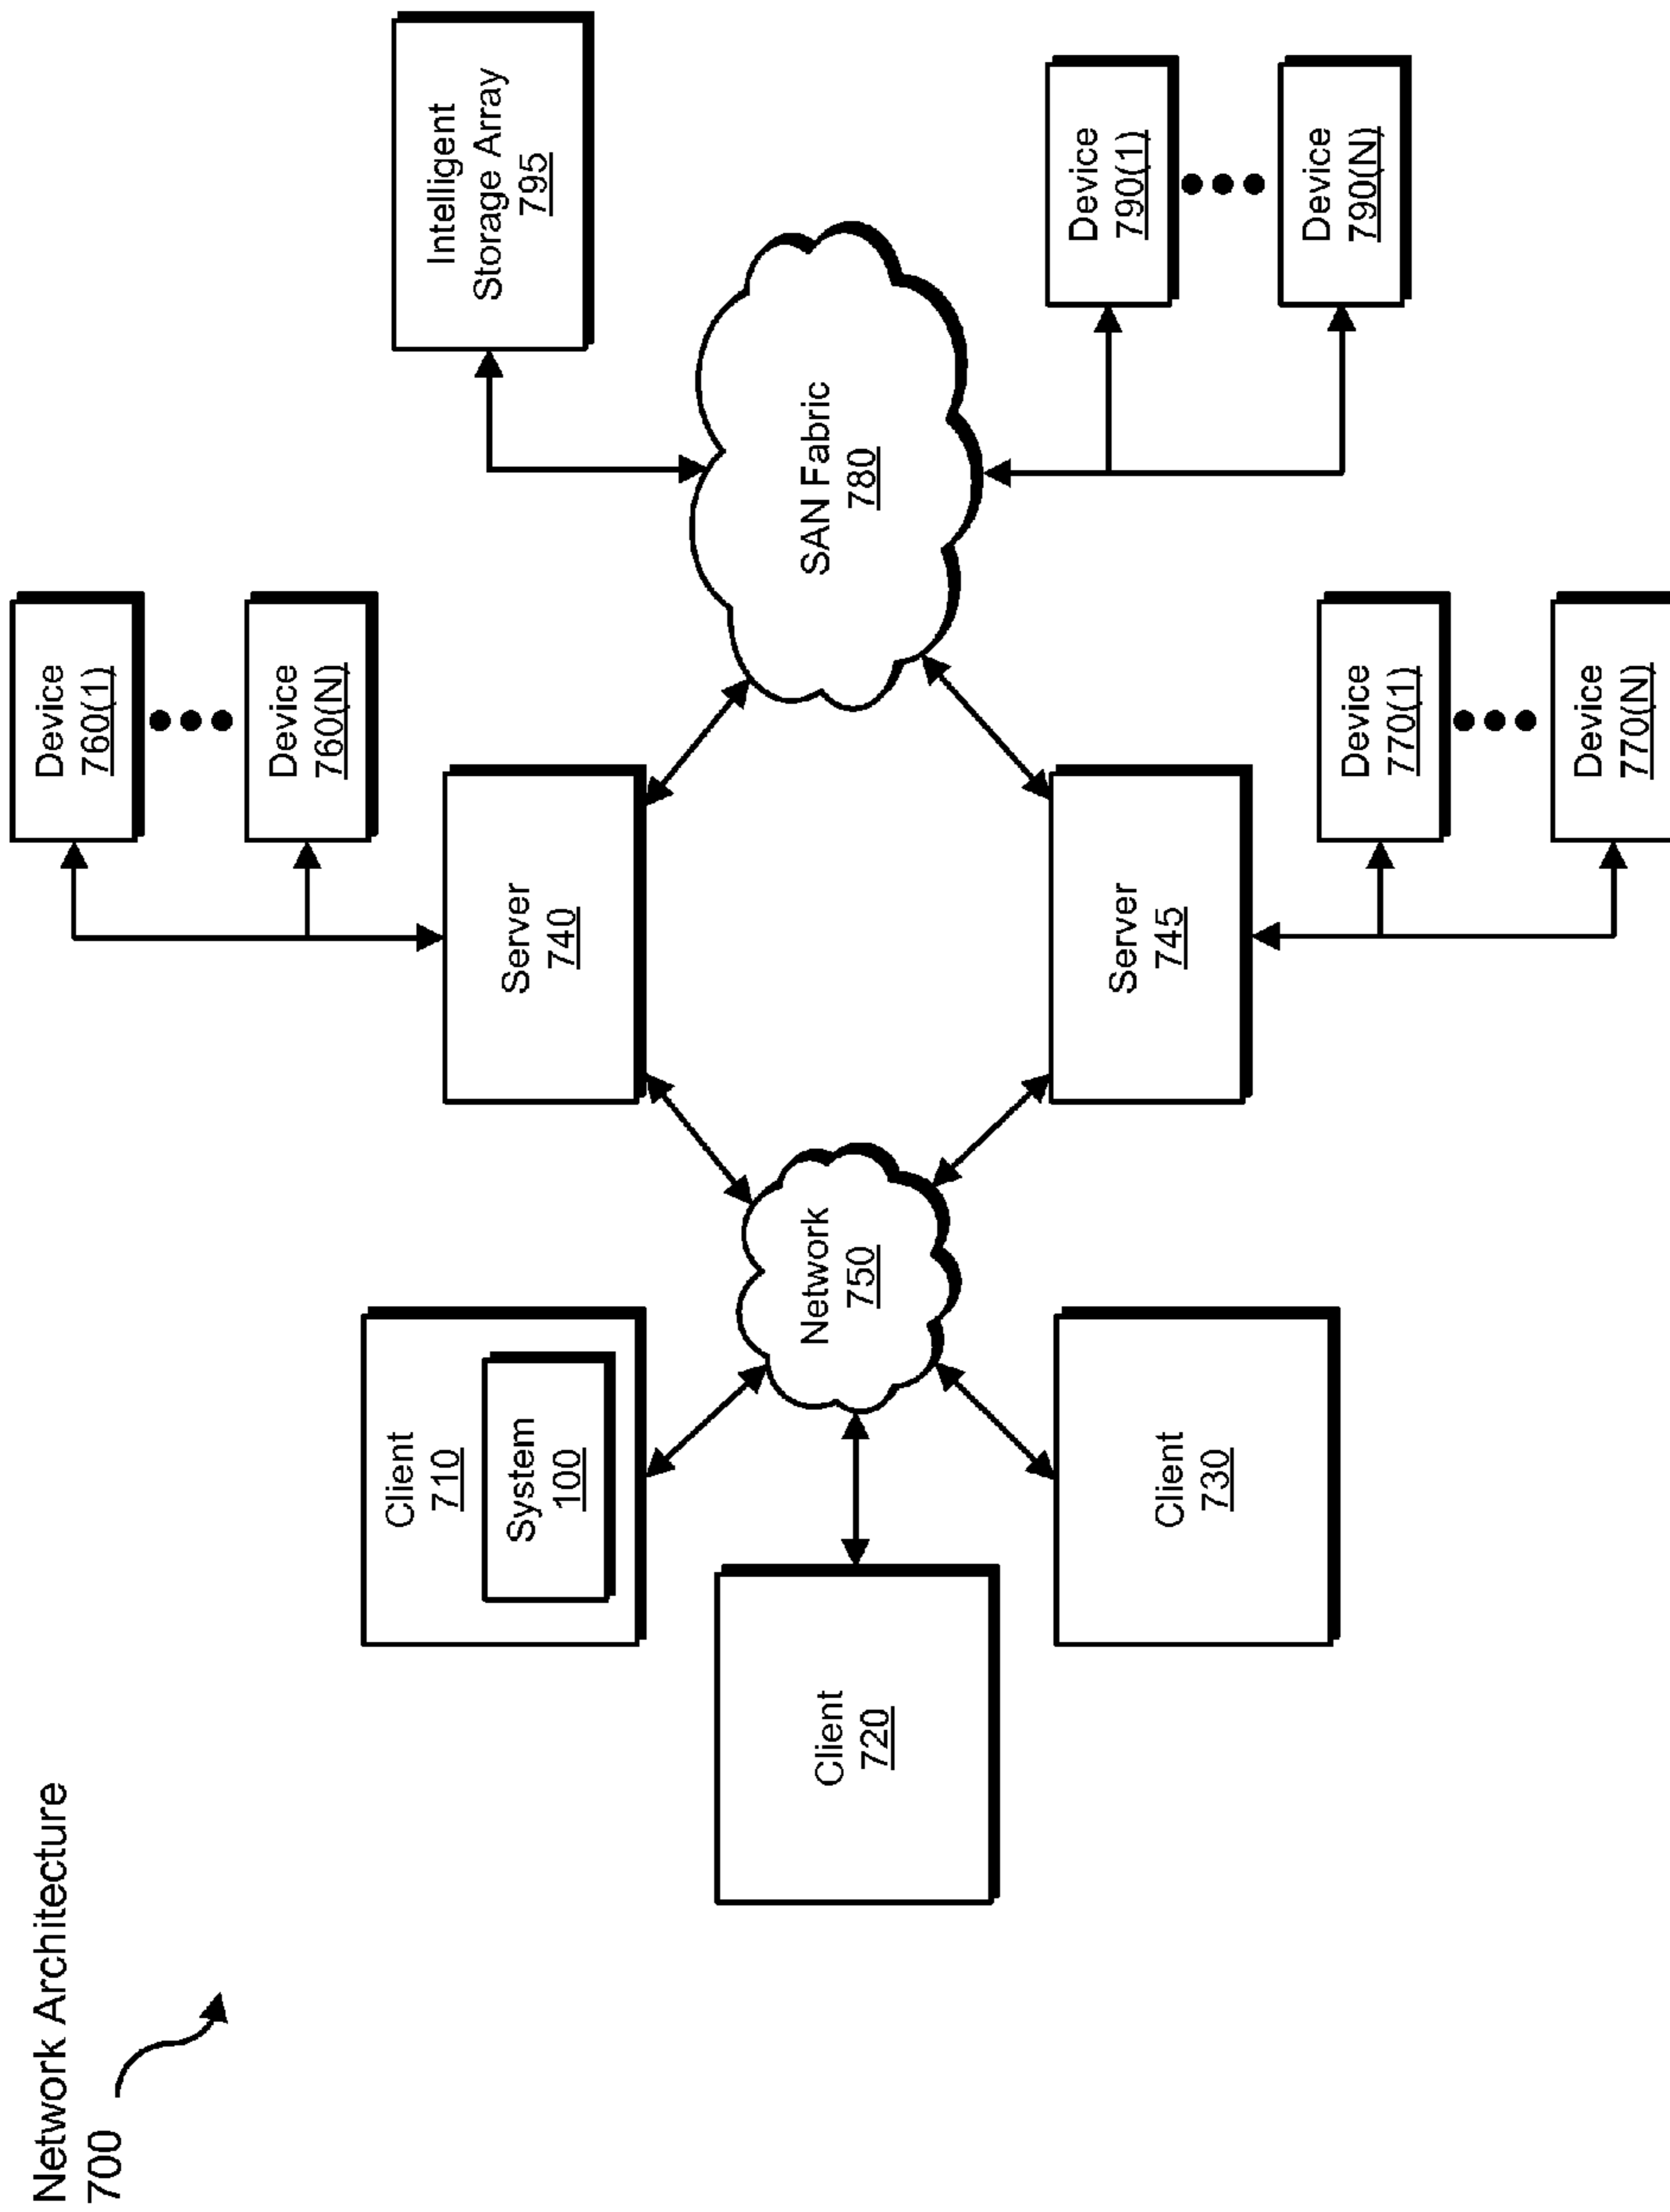 Network Architecture
700
Device
760(1)
Device
760(N)
Intelligent
Storage Array
795
Client
710
System
100
Server
740
Client
720
Network
750
SAN Fabric
780
Device
790(1)
Device
790(N)
Client
730
Server
745
Device
770(1)
Device
770(N)